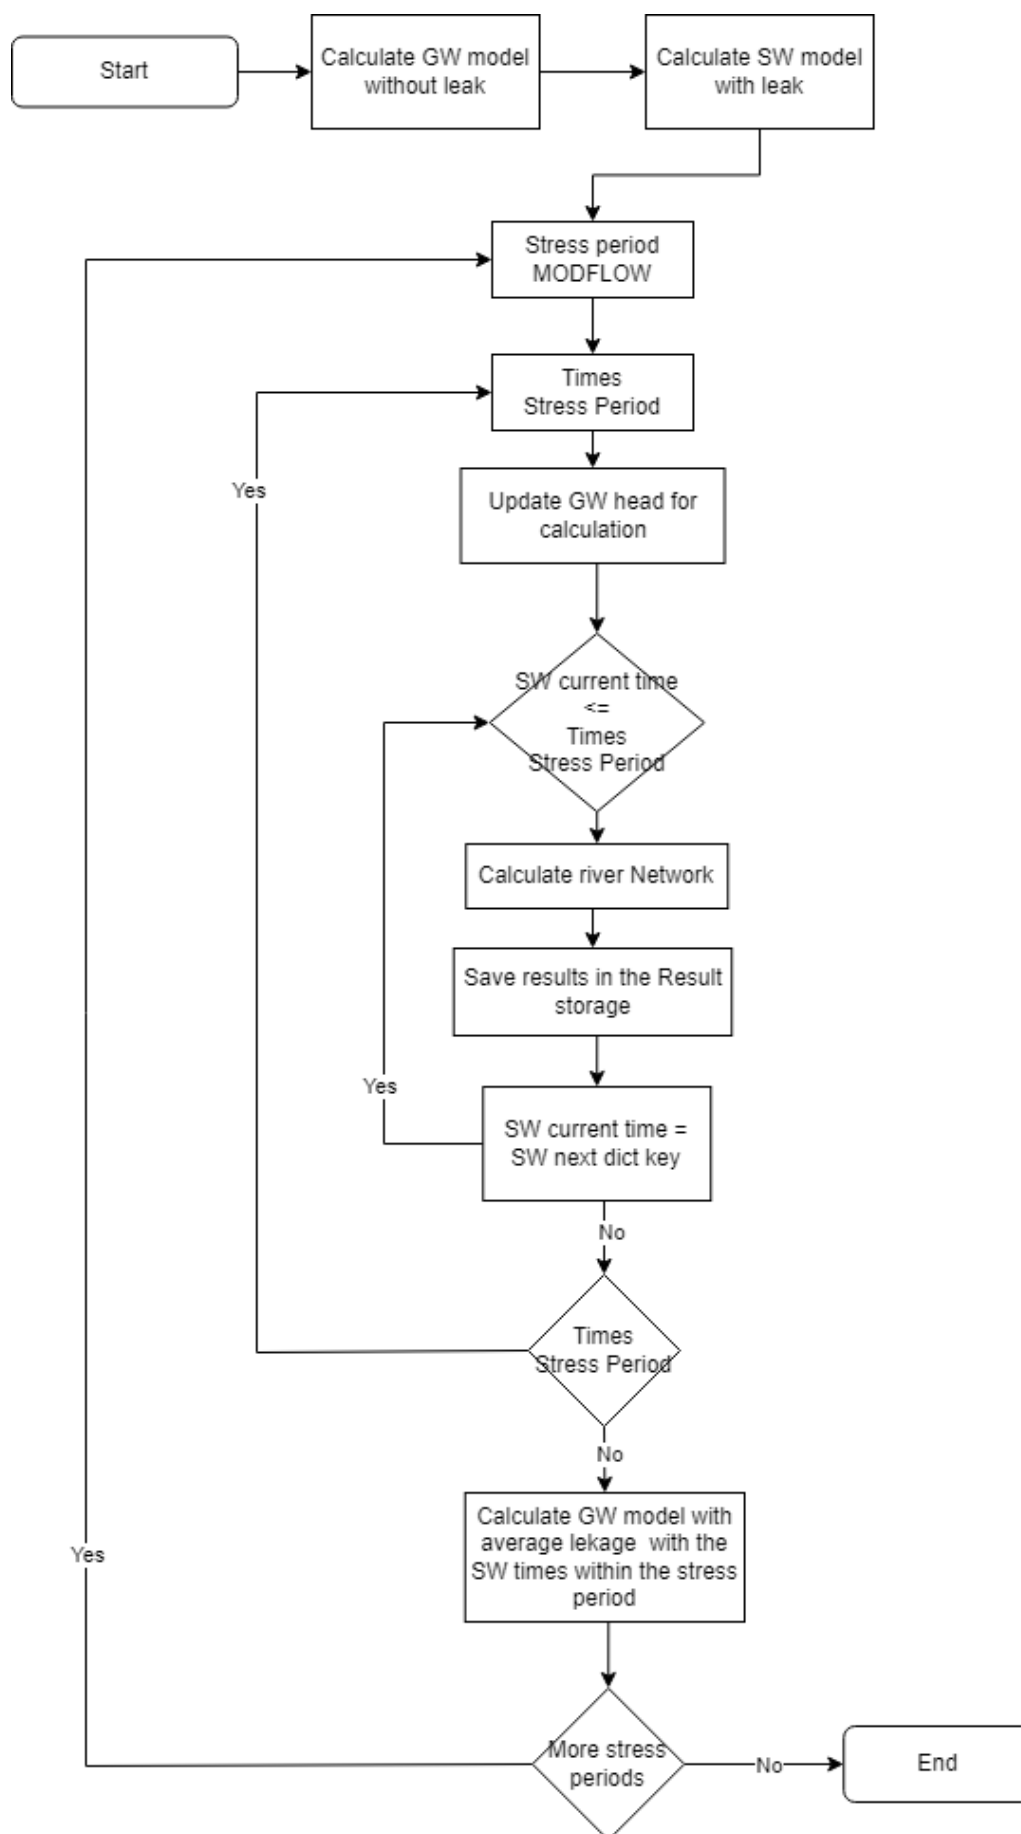 Start
Calculate GW model
without leak
Calculate SW model
with leak
Stress period
MODFLOW
Times
Stress Period
Yes
Update GW head for
calculation
SW current time
<=
Times
Stress Period
Calculate river Network
Save results in the Result
storage
Yes
SW current time =
SW next dict key
No
Times
Stress Period
No
Calculate GW model with
average lekage with the
SW times within the stress
period
Yes
More stress
periods
No
End